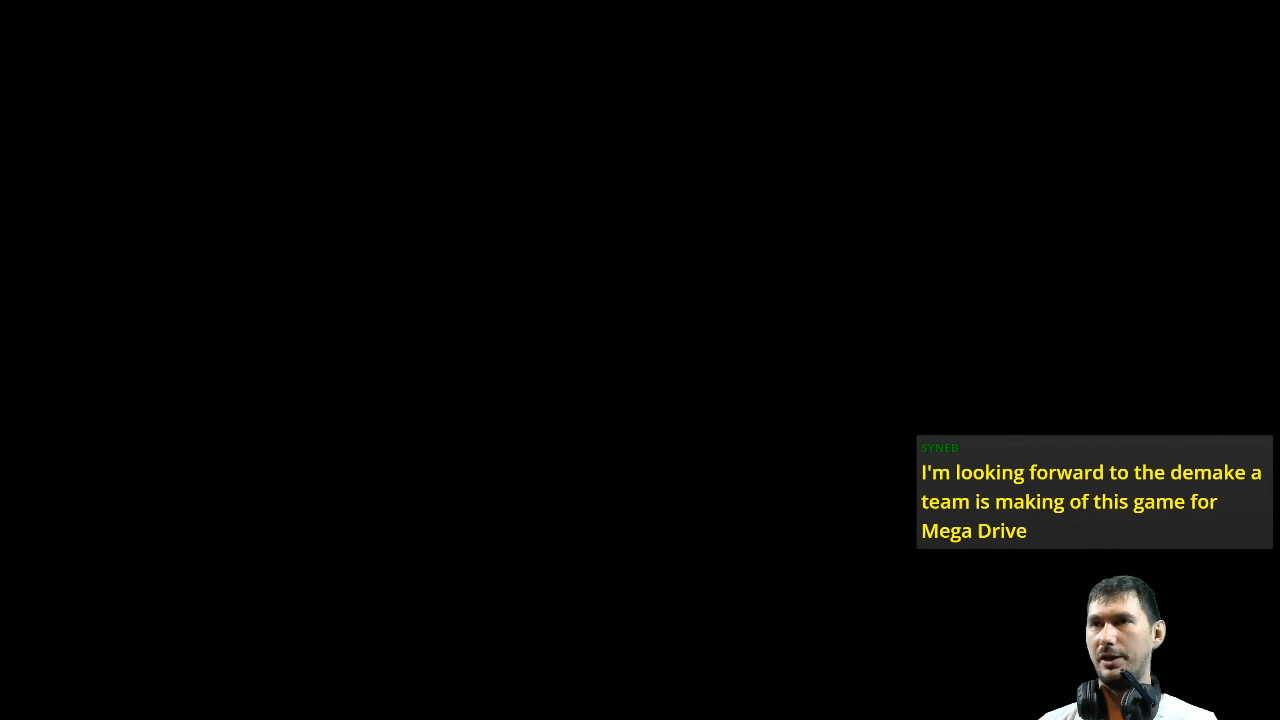 SYNEB
I'm looking forward to the demake a
team is making of this game for
Mega Drive